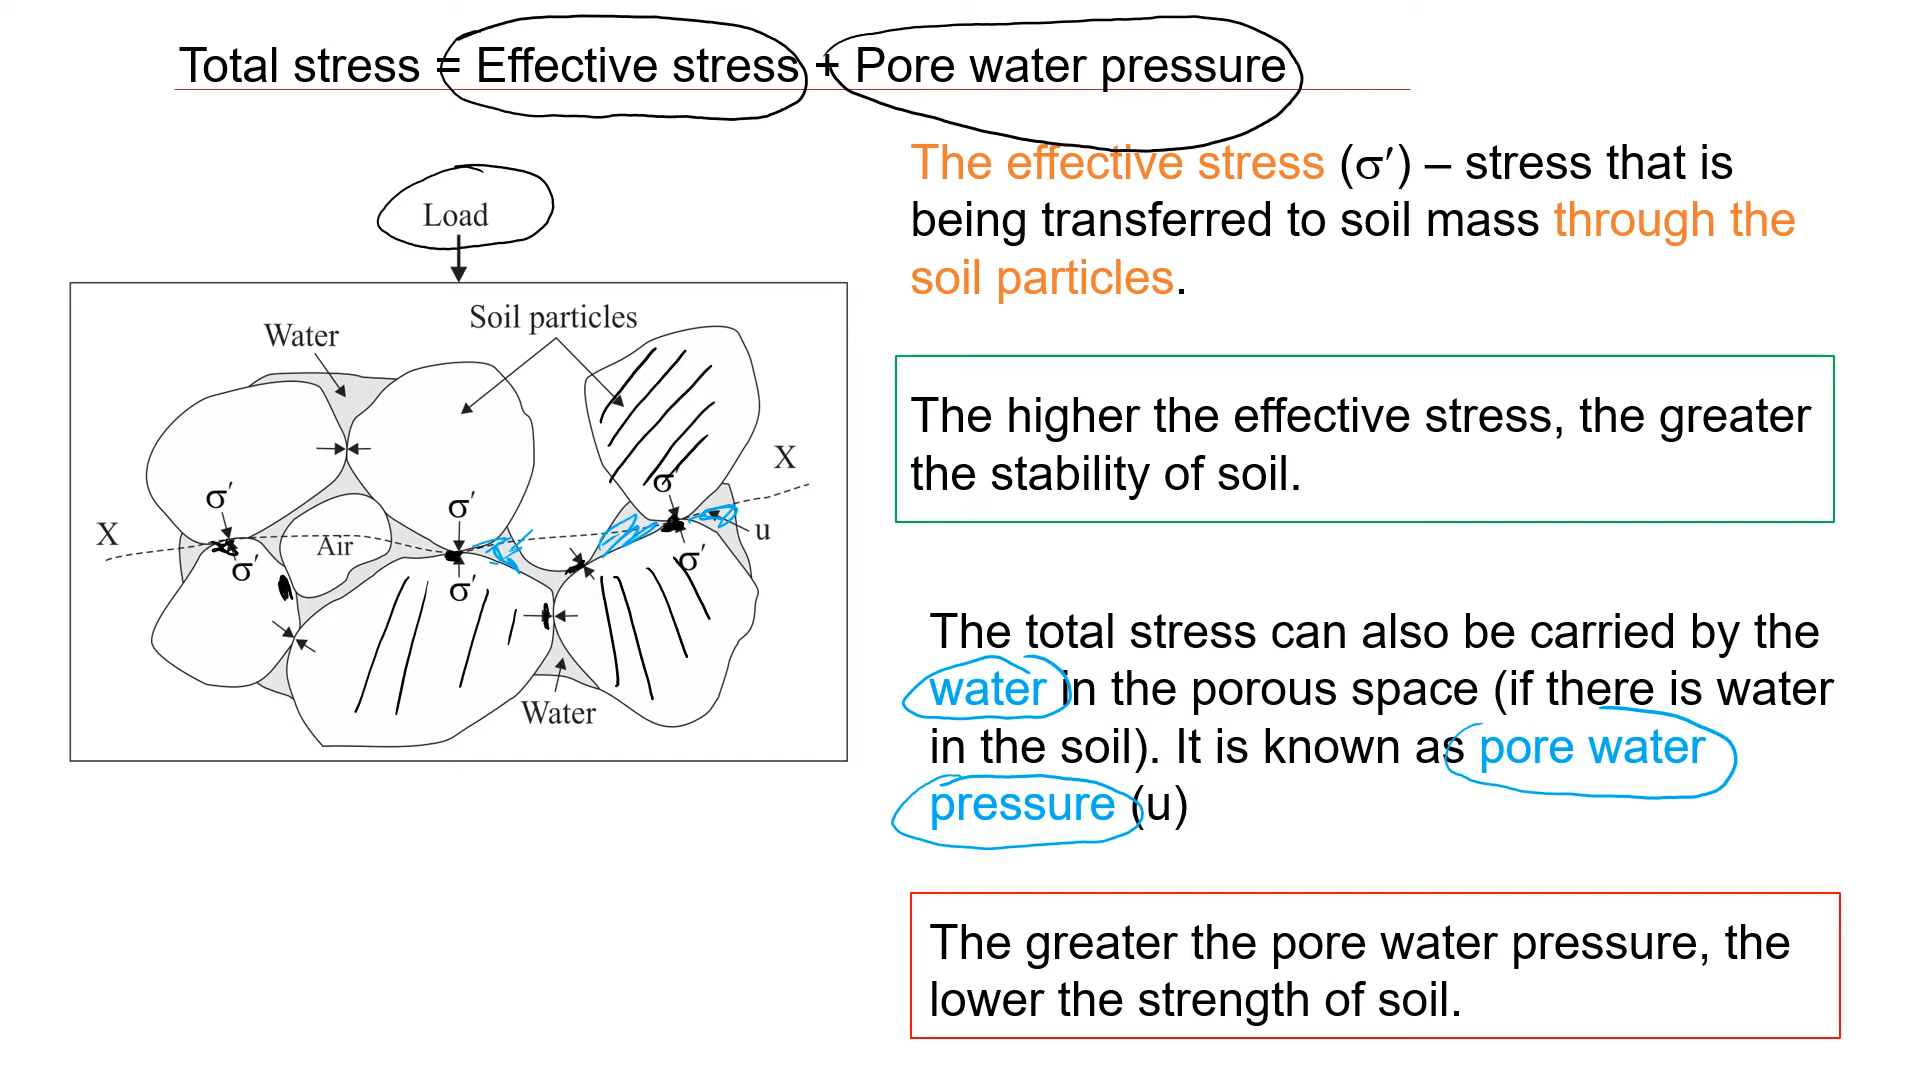 Total stress = Effective stress + Pore water pressure
The effective stress (σ′) – stress that is
being transferred to soil mass through the
soil particles.
Load
Soil particles
Water
X
σ′
σ′
σ′
X
Air
u
σ′
σ′
σ′
Water
The higher the effective stress, the greater
the stability of soil.
The total stress can also be carried by the
water in the porous space (if there is water
in the soil). It is known as pore water
pressure (u)
The greater the pore water pressure, the
lower the strength of soil.